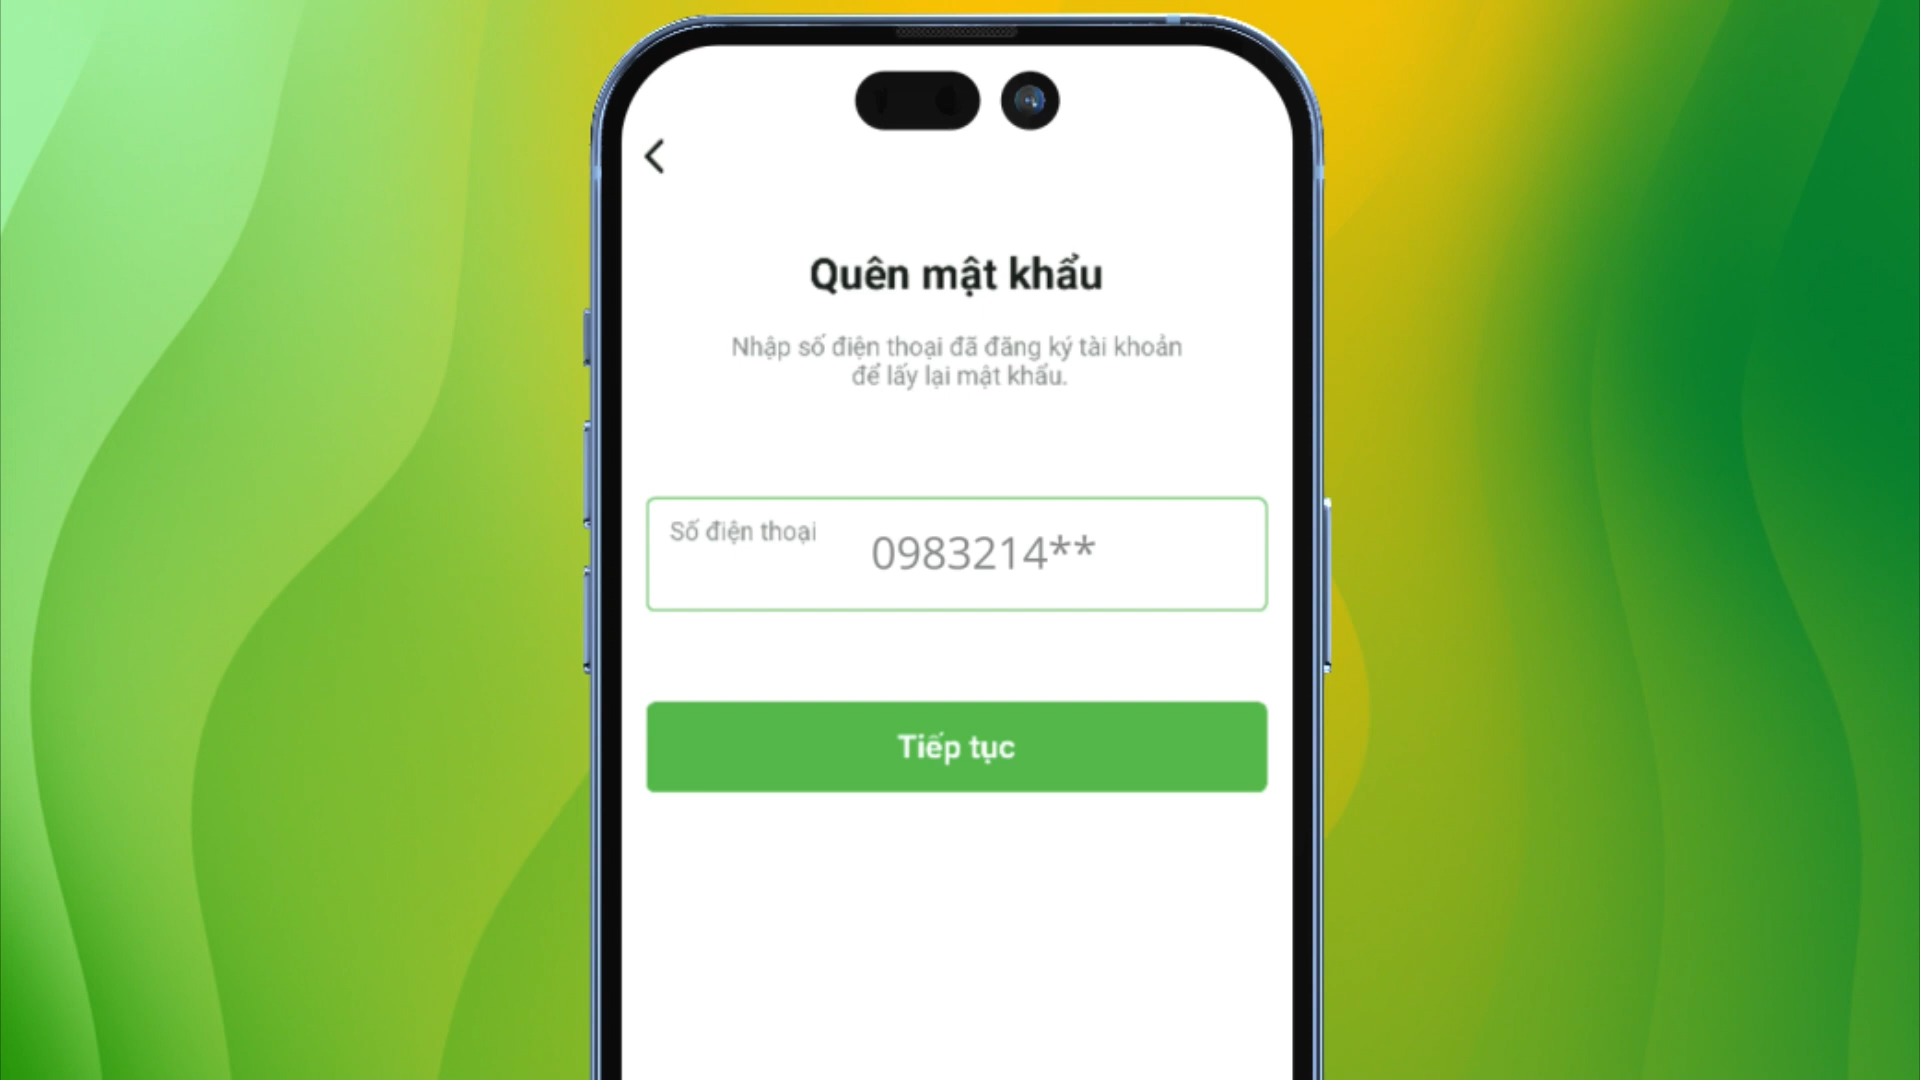 Quên mật khẩu
Nhập số điện thoại đã đăng ký tài khoản
để lấy lại mật khẩu.
Số điện thoại
0983214**
Tiếp tục